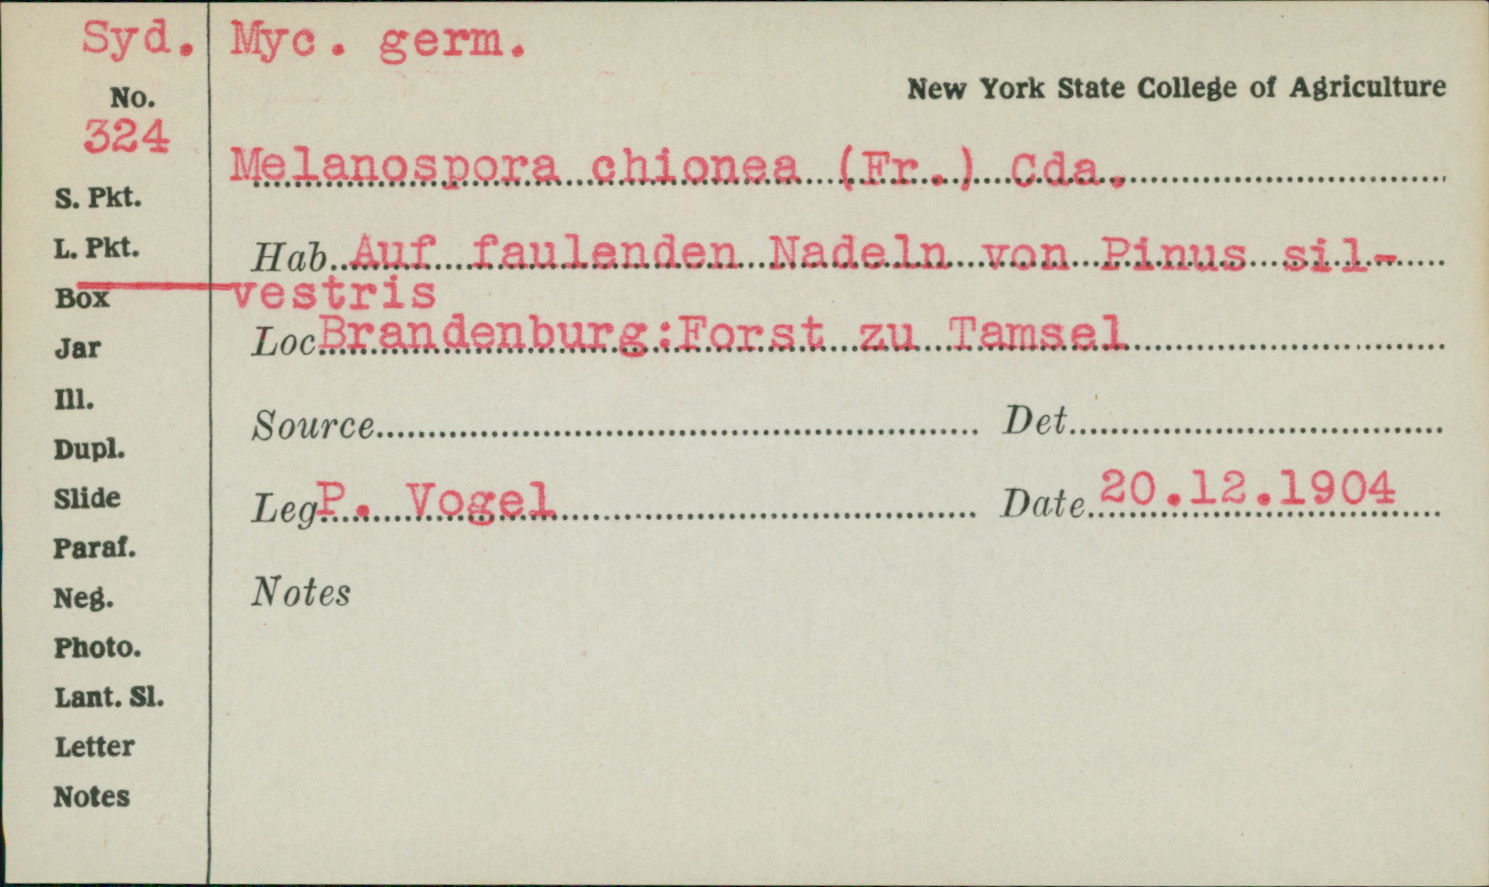 Syd. Myc. germ.
New York State College of Agriculture
No.
324
Melanospora chionea (Fr.) Cda.
S. Pkt.
L. Pkt.
Hab. Auf faulenden Nadeln von Pinus sil-
vestris
Box
Jar
Loc Brandenburg:Forst zu Tamsel
Ill.
Source Det.
Dupl.
Slide
Leg P. Vogel Date 20.12.1904
Paraf.
Neg.
Notes
Photo.
Lant. Sl.
Letter
Notes